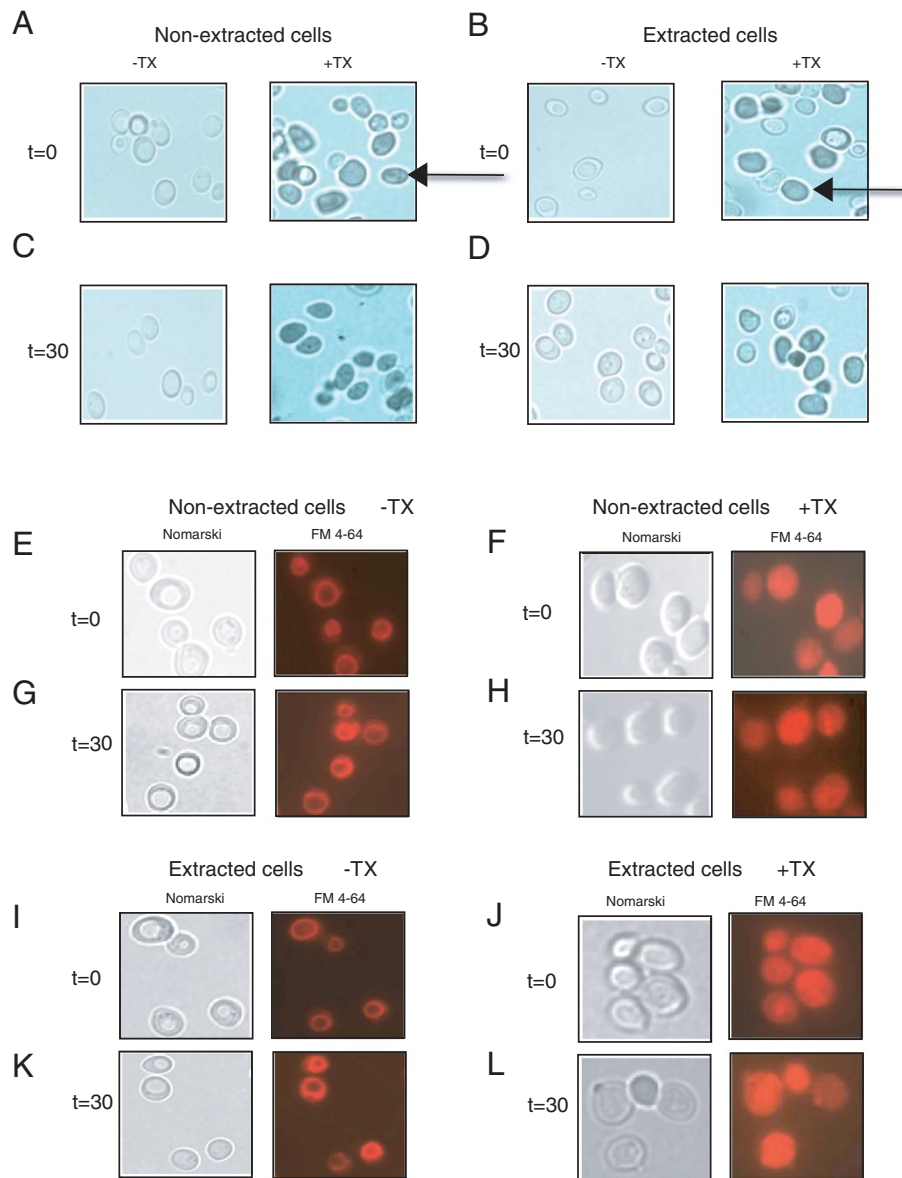 A
Non-extracted cells
-TX +TX
t=0
B
Extracted cells
-TX +TX
t=0
C
t=30
D
t=30
Non-extracted cells -TX
E
Nomarski FM 4-64
t=0
Non-extracted cells +TX
F
Nomarski FM 4-64
t=0
G
t=30
H
t=30
Extracted cells -TX
I
Nomarski FM 4-64
t=0
Extracted cells +TX
J
Nomarski FM 4-64
t=0
K
t=30
L
t=30